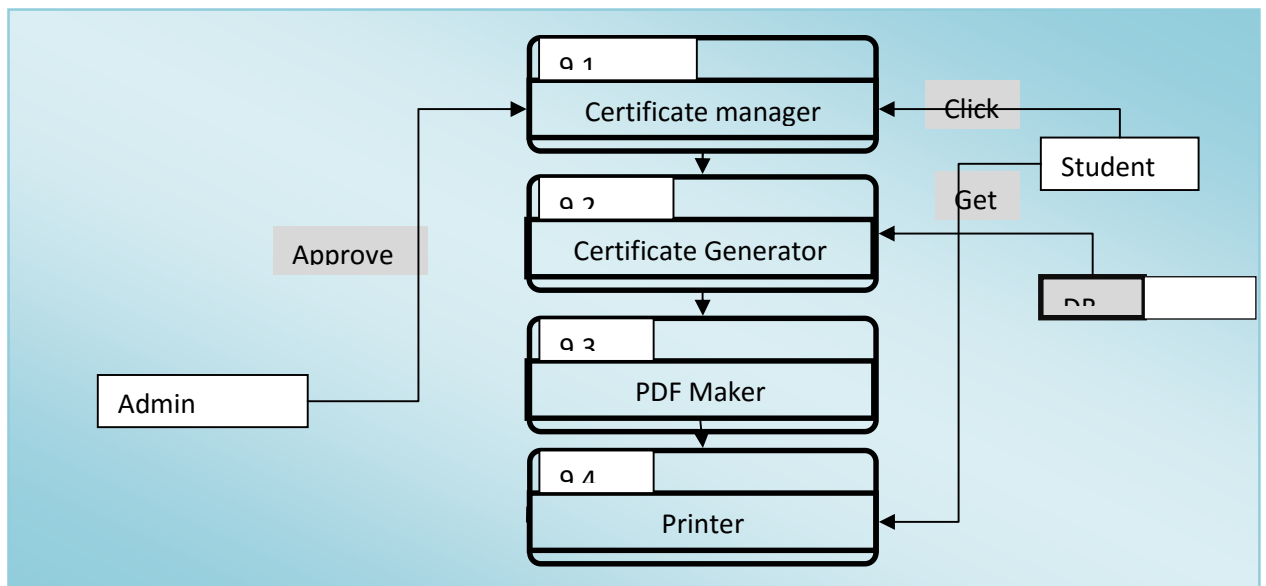 9.1
Certificate manager
Click
Student
9.2
Get
Certificate Generator
Approve
DB
9.3
PDF Maker
Admin
9.4
Printer